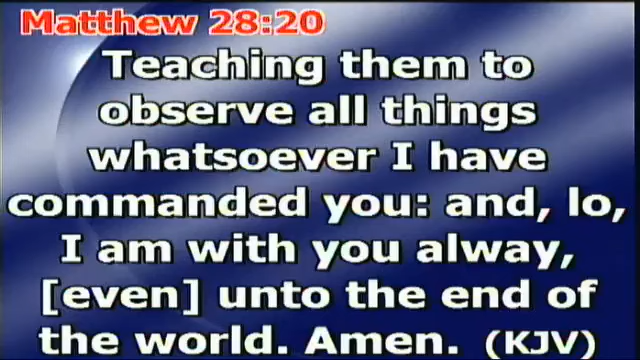 Matthew 28:20
Teaching them to
observe all things
whatsoever I have
commanded you: and, lo,
I am with you alway,
[even] unto the end of
the world. Amen. (KJV)